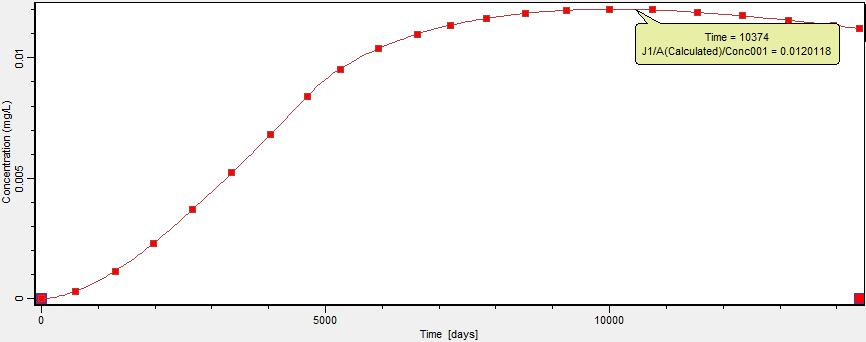 0.01
Time = 10374
J1/A(Calculated)/Conc001 = 0.0120118
Concentration (mg/L)
0.005
0
0
5000
10000
Time [days]